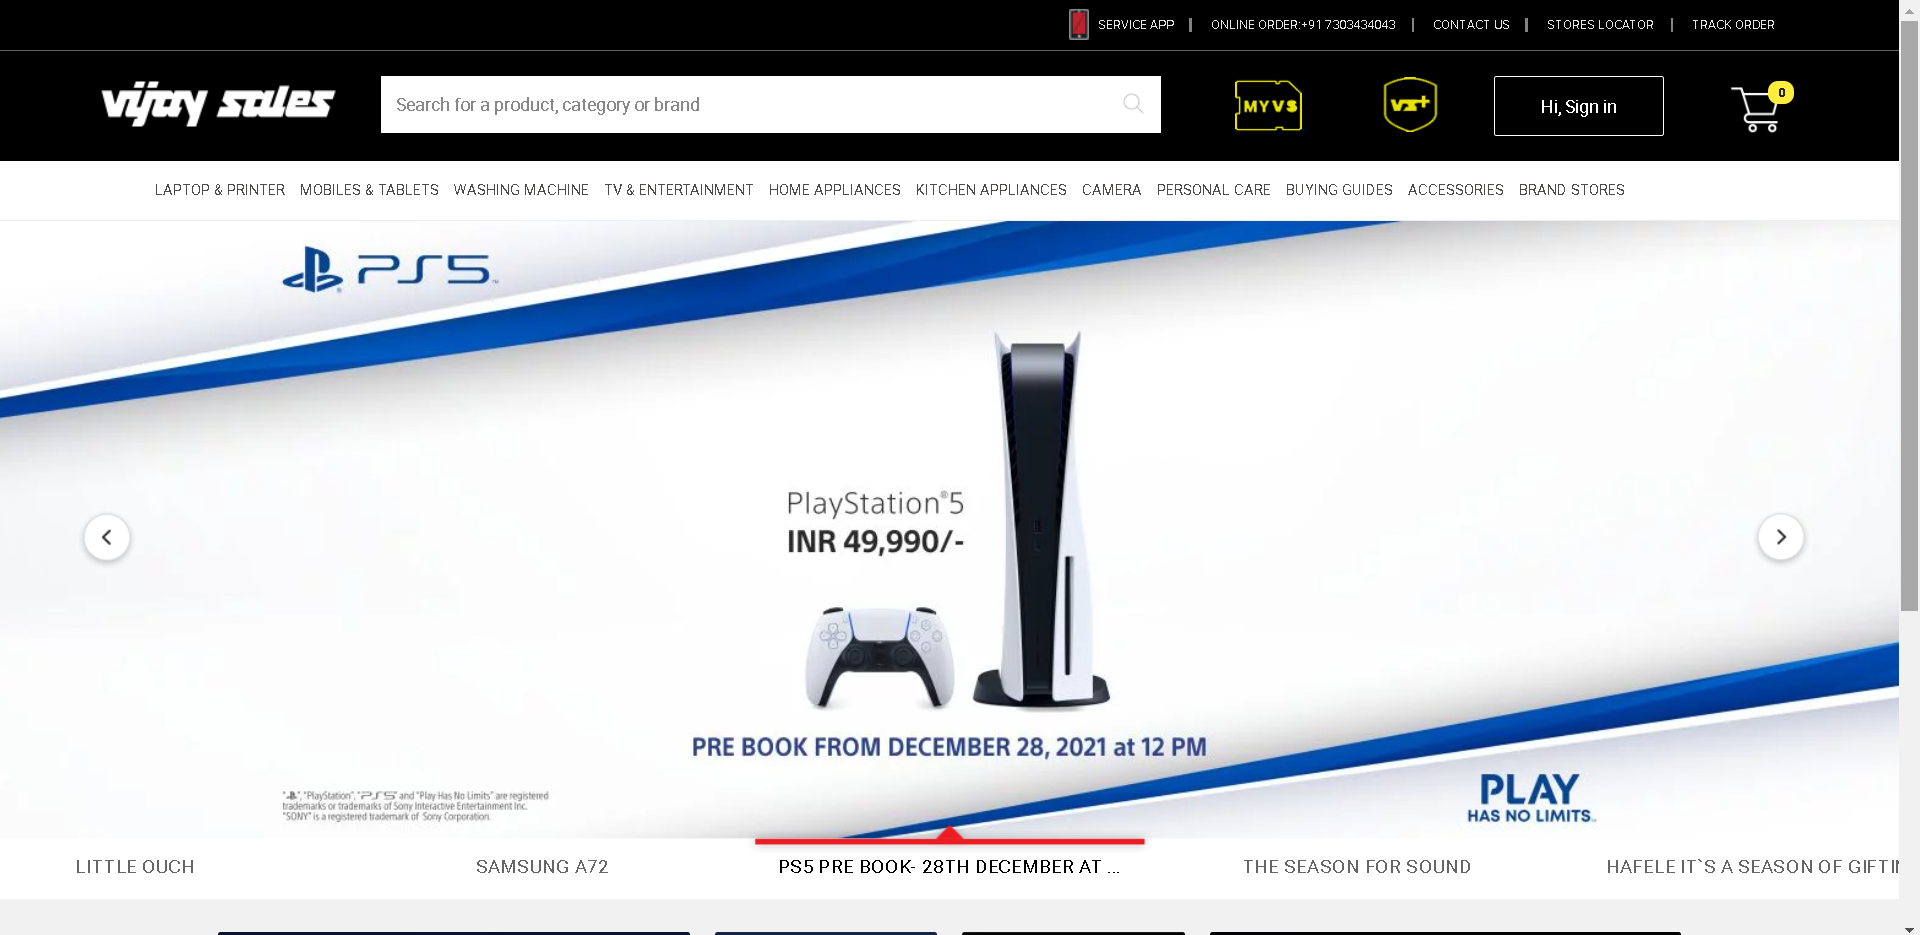 SERVICE APP | ONLINE ORDER:+91 7303434043 | CONTACT US | STORES LOCATOR | TRACK ORDER
vijay sales
Search for a product, category or brand
MYVS
VS+
Hi, Sign in
0
LAPTOP & PRINTER MOBILES & TABLETS WASHING MACHINE TV & ENTERTAINMENT HOME APPLIANCES KITCHEN APPLIANCES CAMERA PERSONAL CARE BUYING GUIDES ACCESSORIES BRAND STORES
PS5™
PlayStation®5
INR 49,990/-
PRE BOOK FROM DECEMBER 28, 2021 at 12 PM
" ", "PlayStation", "PS5" and "Play Has No Limits" are registered
trademarks or trademarks of Sony Interactive Entertainment Inc.
"SONY" is a registered trademark of Sony Corporation.
PLAY
HAS NO LIMITS™
LITTLE OUCH
SAMSUNG A72
PS5 PRE BOOK- 28TH DECEMBER AT ...
THE SEASON FOR SOUND
HAFELE IT`S A SEASON OF GIFTIN